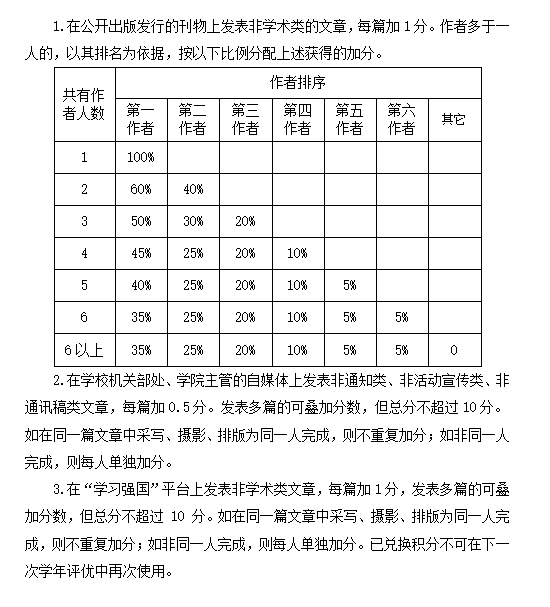 1.在公开出版发行的刊物上发表非学术类的文章，每篇加1分。作者多于一
人的，以其排名为依据，按以下比例分配上述获得的加分。
共有作者人数 作者排序
第一作者 第二作者 第三作者 第四作者 第五作者 第六作者 其它
1 100%
2 60% 40%
3 50% 30% 20%
4 45% 25% 20% 10%
5 40% 25% 20% 10% 5%
6 35% 25% 20% 10% 5% 5%
6以上 35% 25% 20% 10% 5% 5% 0
2.在学校机关部处、学院主管的自媒体上发表非通知类、非活动宣传类、非
通讯稿类文章，每篇加0.5分。发表多篇的可叠加分数，但总分不超过10分。
如在同一篇文章中采写、摄影、排版为同一人完成，则不重复加分；如非同一人
完成，则每人单独加分。
3.在“学习强国”平台上发表非学术类文章，每篇加1分，发表多篇的可叠
加分数，但总分不超过 10 分。如在同一篇文章中采写、摄影、排版为同一人完
成，则不重复加分；如非同一人完成，则每人单独加分。已兑换积分不可在下一
次学年评优中再次使用。